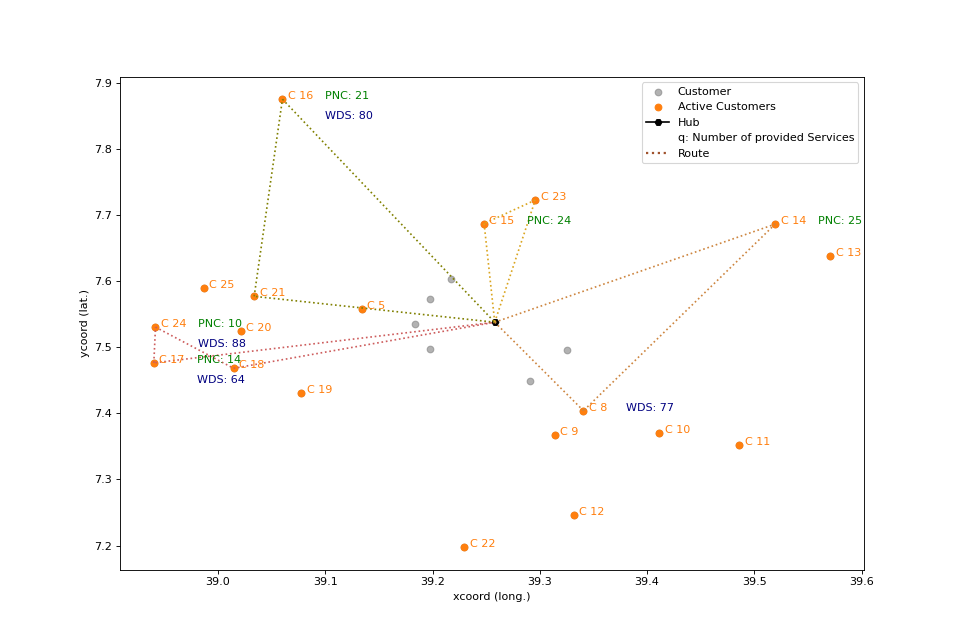 7.9
7.8
7.7
7.6
7.5
7.4
7.3
7.2
ycoord (lat.)
39.0
39.1
39.2
39.3
39.4
39.5
39.6
xcoord (long.)
Customer
Active Customers
Hub
q: Number of provided Services
Route
C 16 PNC: 21
WDS: 80
C 23
C 15 PNC: 24
C 14 PNC: 25
C 13
C 25
C 21
C 5
C 24 PNC: 10
C 20
WDS: 88
C 17 PNC: 14
C 18
WDS: 64
C 19
C 8 WDS: 77
C 9
C 10
C 11
C 12
C 22